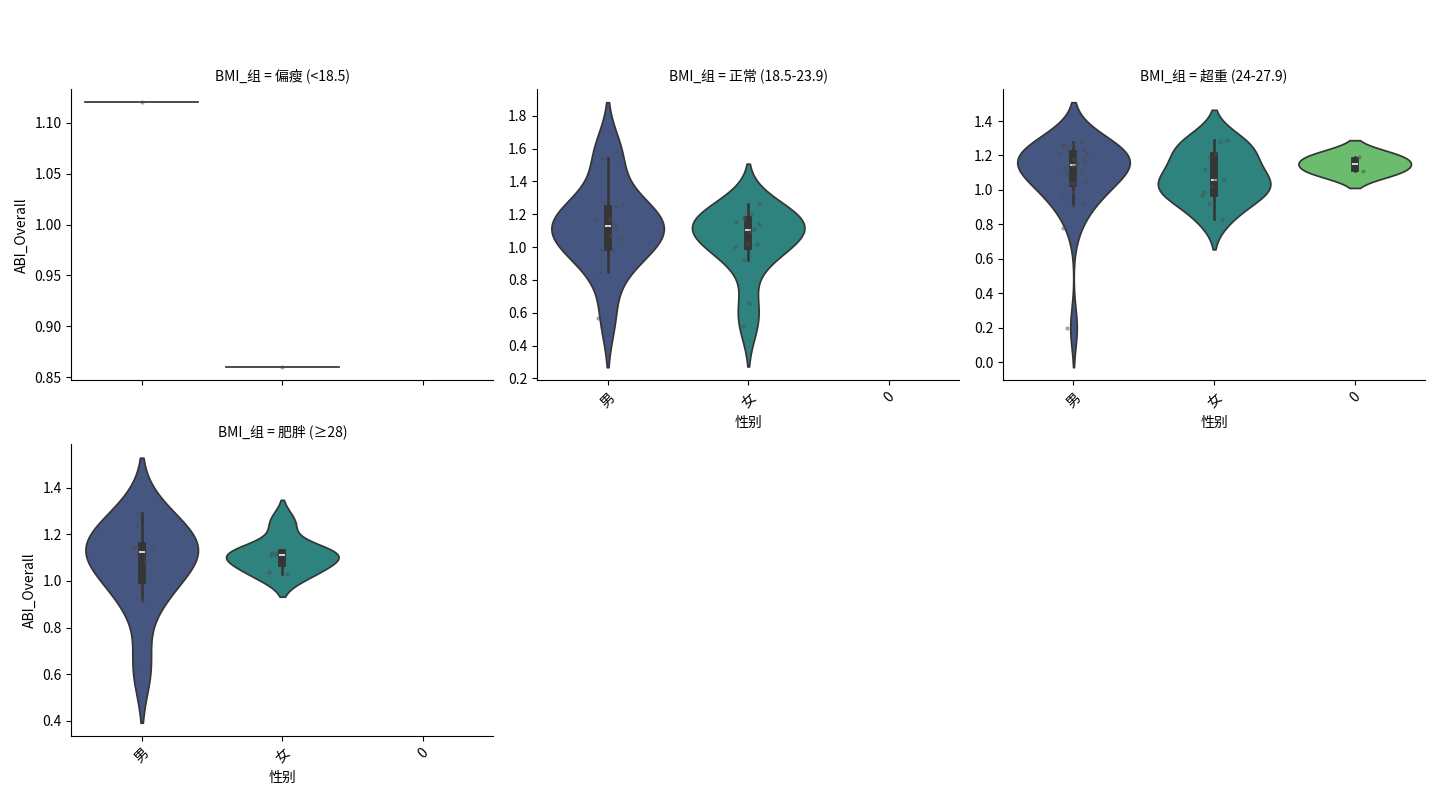 BMI_组 = 偏瘦 (<18.5)
ABI_Overall
1.10
1.05
1.00
0.95
0.90
0.85
BMI_组 = 正常 (18.5-23.9)
1.8
1.6
1.4
1.2
1.0
0.8
0.6
0.4
0.2
男
女
0
性别
BMI_组 = 超重 (24-27.9)
1.4
1.2
1.0
0.8
0.6
0.4
0.2
0.0
男
女
0
性别
BMI_组 = 肥胖 (≥28)
ABI_Overall
1.4
1.2
1.0
0.8
0.6
0.4
男
女
0
性别